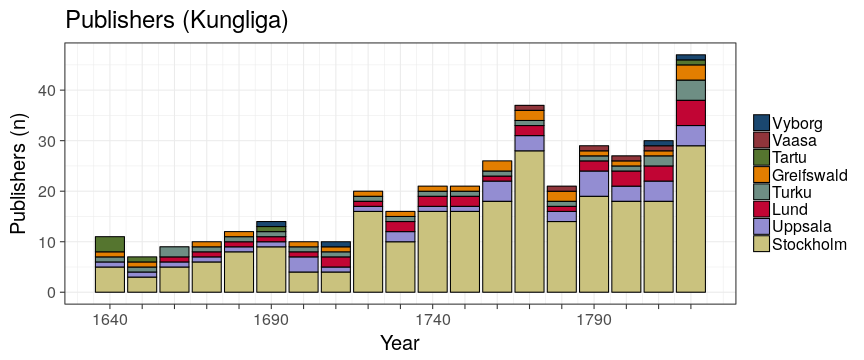 Publishers (Kungliga)
Publishers (n)
40
30
20
10
0
1640
1690
1740
1790
Year
Vyborg
Vaasa
Tartu
Greifswald
Turku
Lund
Uppsala
Stockholm